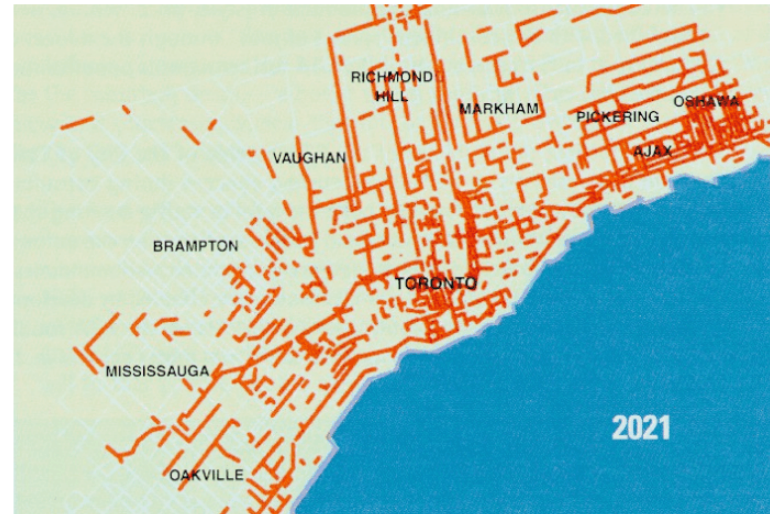 RICHMOND
HILL
MARKHAM
OSHAWA
PICKERING
AJAX
VAUGHAN
BRAMPTON
TORONTO
MISSISSAUGA
2021
OAKVILLE